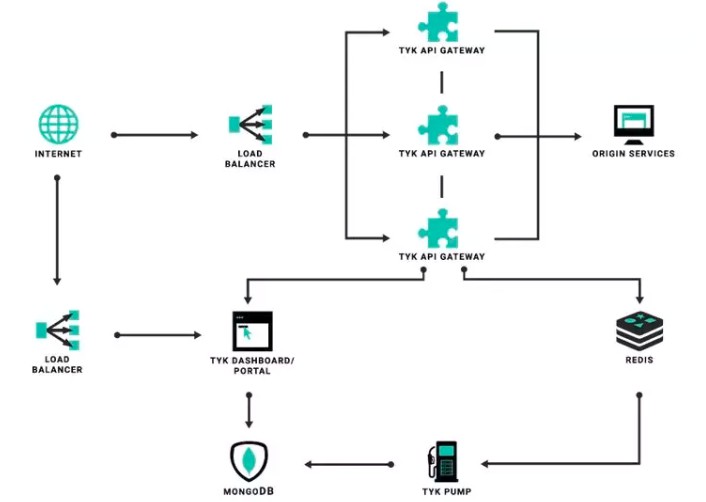 TYK API GATEWAY
INTERNET
LOAD
BALANCER
TYK API GATEWAY
ORIGIN SERVICES
TYK API GATEWAY
LOAD
BALANCER
TYK DASHBOARD/
PORTAL
REDIS
MONGODB
TYK PUMP